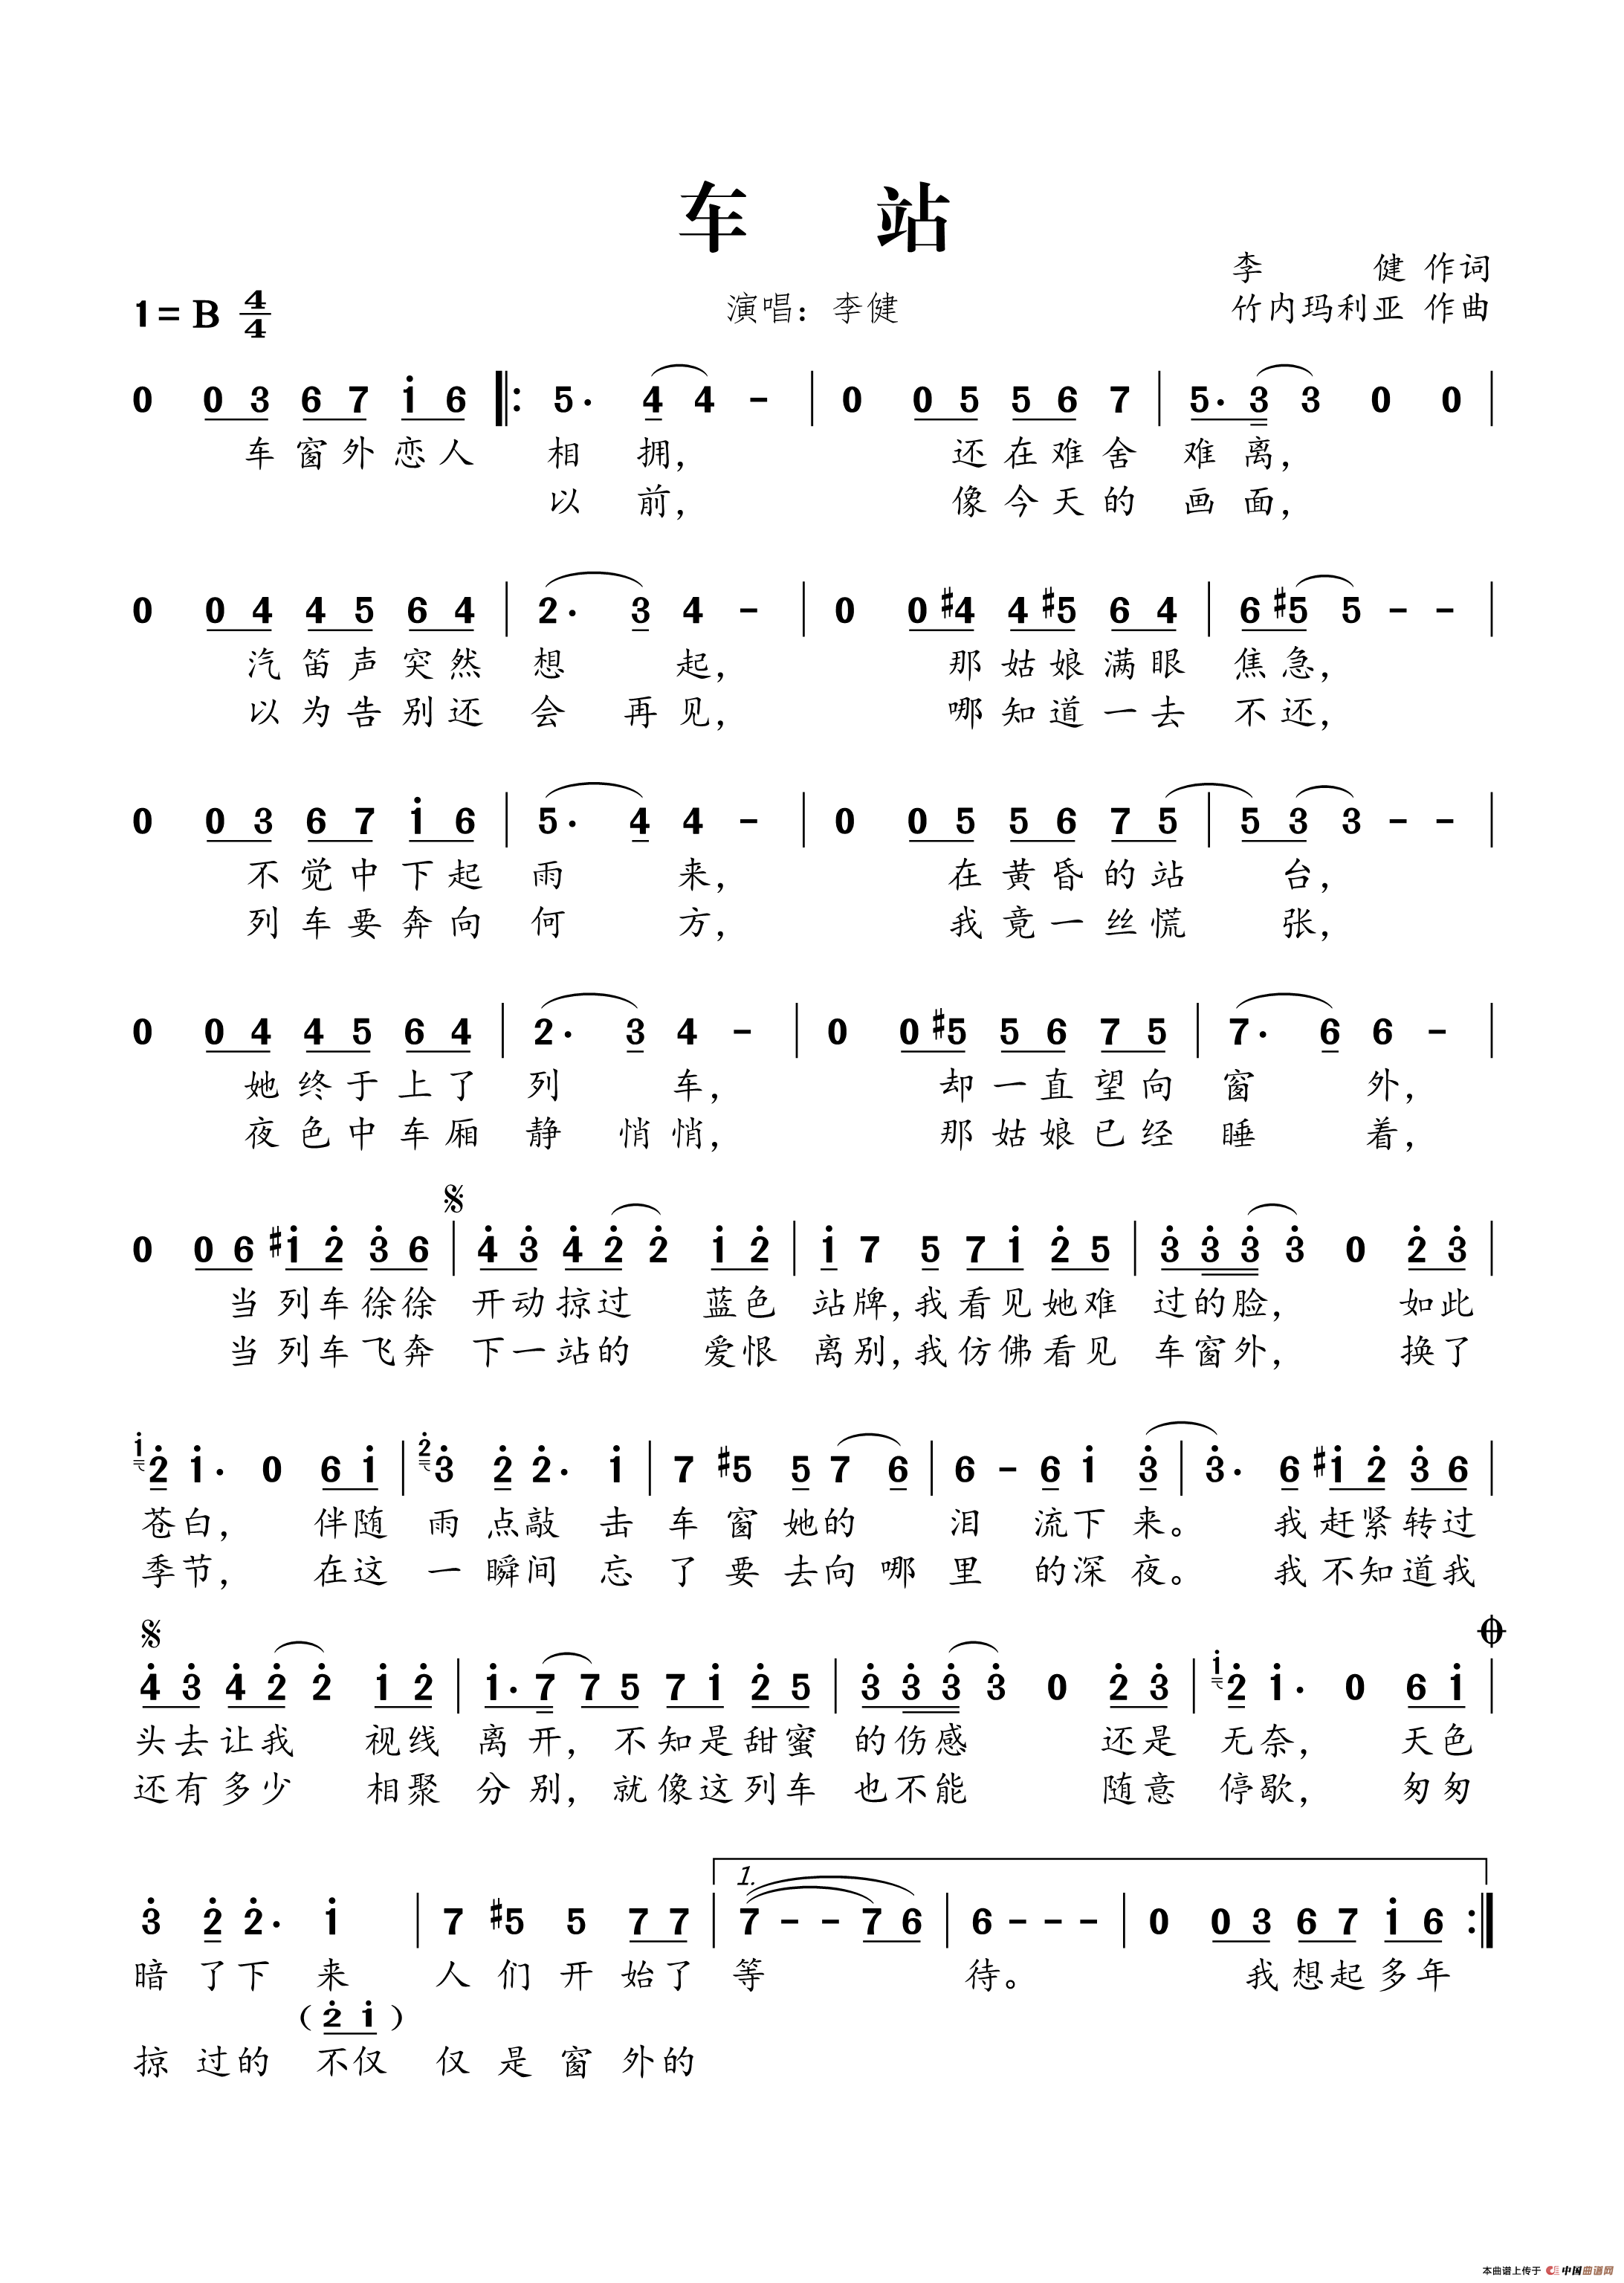 车 站
李 健 作词
1=B 4/4 演唱：李健 竹内玛利亚 作曲
0 0 3 6 7 i 6 ‖: 5· 4 4 - | 0 0 5 5 6 7 | 5· 3 3 0 0 |
车窗外恋人 相 拥， 还在难舍 难离，
以 前， 像今天的 画面，
0 0 4 4 5 6 4 | 2· 3 4 - | 0 0 #4 4 #5 6 4 | 6 #5 5 - - |
汽笛声突然 想 起， 那姑娘满眼 焦急，
以为告别还 会 再见， 哪知道一去 不还，
0 0 3 6 7 i 6 | 5· 4 4 - | 0 0 5 5 6 7 5 | 5 3 3 - - |
不觉中下起 雨 来， 在黄昏的站 台，
列车要奔向 何 方， 我竟一丝慌 张，
0 0 4 4 5 6 4 | 2· 3 4 - | 0 0 #5 5 6 7 5 | 7· 6 6 - |
她终于上了 列 车， 却一直望向 窗 外，
夜色中车厢 静 悄悄， 那姑娘已经 睡 着，
𝄋
0 0 6 #i 2̇ 3̇ 6 | 4̇ 3̇ 4̇ 2̇ 2̇ i 2̇ | i 7 5 7 i 2̇ 5 | 3̇ 3̇ 3̇ 3̇ 0 2̇ 3̇ |
当列车徐徐 开动掠过 蓝色 站牌，我看见她难 过的脸， 如此
当列车飞奔 下一站的 爱恨 离别，我仿佛看见 车窗外， 换了
i 2̇ i· 0 6 i | 2̇ 3̇ 2̇ 2̇· i | 7 #5 5 7 6 | 6 - 6 i 3̇ | 3̇· 6 #i 2̇ 3̇ 6 |
苍白， 伴随 雨 点敲 击 车 窗她的 泪 流下 来。 我赶紧转过
季节， 在这 一 瞬间 忘 了 要去向哪 里 的深 夜。 我不知道我
𝄋 𝄌
4̇ 3̇ 4̇ 2̇ 2̇ i 2̇ | i· 7 7 5 7 i 2̇ 5 | 3̇ 3̇ 3̇ 3̇ 0 2̇ 3̇ | i 2̇ i· 0 6 i |
头去让我 视线 离开， 不知是甜蜜 的伤感 还是 无奈， 天色
还有多少 相聚 分别，就像这列车 也不能 随意 停歇， 匆匆
1.
3̇ 2̇ 2̇· i | 7 #5 5 7 7 | 7 - - 7 6 | 6 - - - | 0 0 3 6 7 i 6 :‖
暗 了下 来 人 们 开 始了 等 待。 我想起多年
（2̇ i）
掠 过的 不仅 仅 是 窗 外的
本曲谱上传于 中国曲谱网